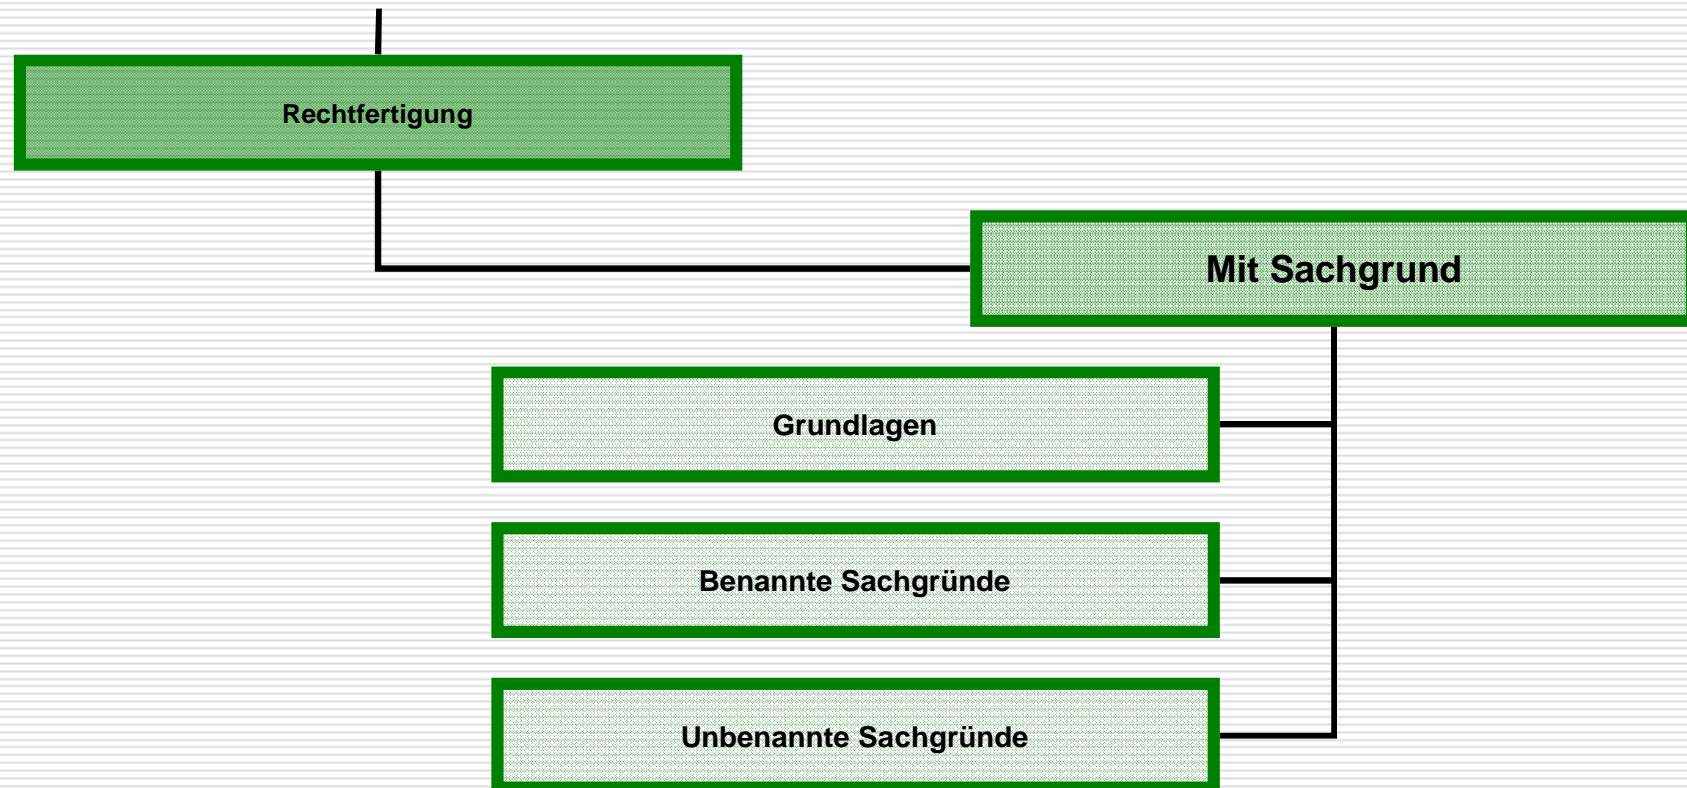 Rechtfertigung
Mit Sachgrund
Grundlagen
Benannte Sachgründe
Unbenannte Sachgründe